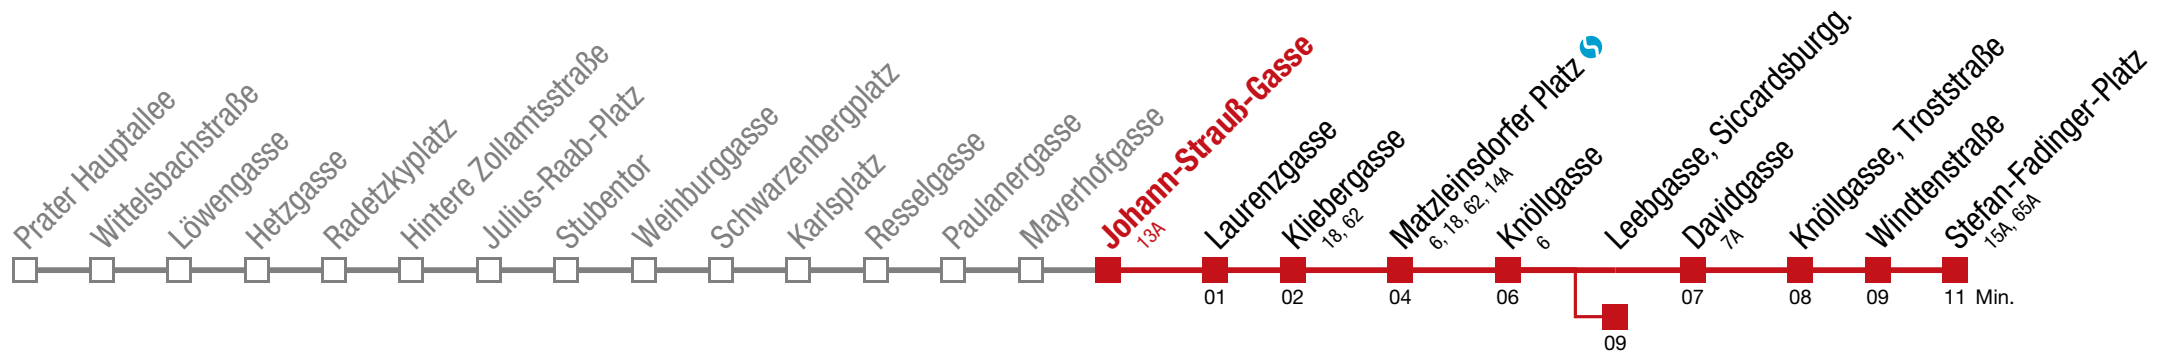 Prater Hauptallee
Wittelsbachstraße
Löwengasse
Hetzgasse
Radetzkyplatz
Hintere Zollamtsstraße
Julius-Raab-Platz
Stubentor
Weihburggasse
Schwarzenbergplatz
Karlsplatz
Resselgasse
Paulanergasse
Mayerhofgasse
Johann-Strauß-Gasse
13A
Laurenzgasse
Kliebergasse
18, 62
Matzleinsdorfer Platz
6, 18, 62, 14A
Knöllgasse
6
Leebgasse, Siccardsburgg.
Davidgasse
7A
Knöllgasse, Troststraße
Windtenstraße
Stefan-Fadinger-Platz
15A, 65A
01 02 04 06 07 08 09 11 Min.
09